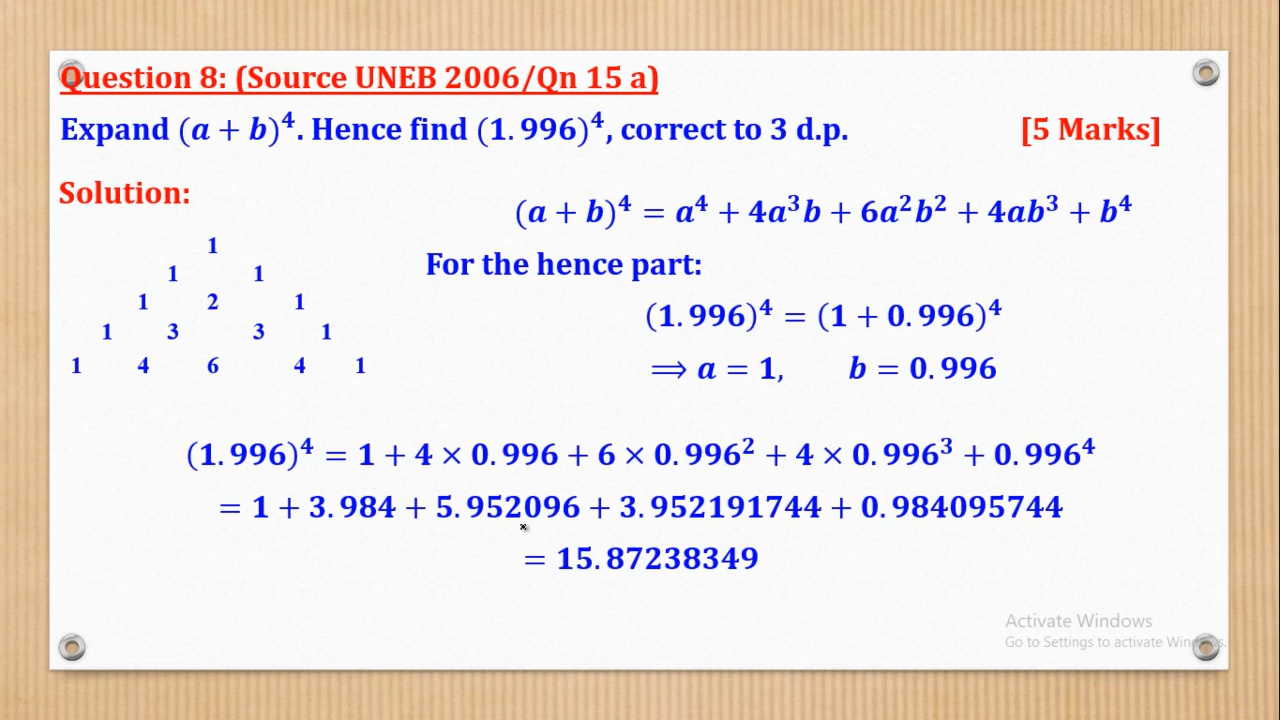 Question 8: (Source UNEB 2006/Qn 15 a)
Expand (a + b)⁴. Hence find (1.996)⁴, correct to 3 d.p. [5 Marks]
Solution:
(a + b)⁴ = a⁴ + 4a³b + 6a²b² + 4ab³ + b⁴
1
1 1
1 2 1
1 3 3 1
1 4 6 4 1
For the hence part:
(1.996)⁴ = (1 + 0.996)⁴
⟹ a = 1, b = 0.996
(1.996)⁴ = 1 + 4 × 0.996 + 6 × 0.996² + 4 × 0.996³ + 0.996⁴
= 1 + 3.984 + 5.952096 + 3.952191744 + 0.984095744
= 15.87238349
Activate Windows
Go to Settings to activate Windows.